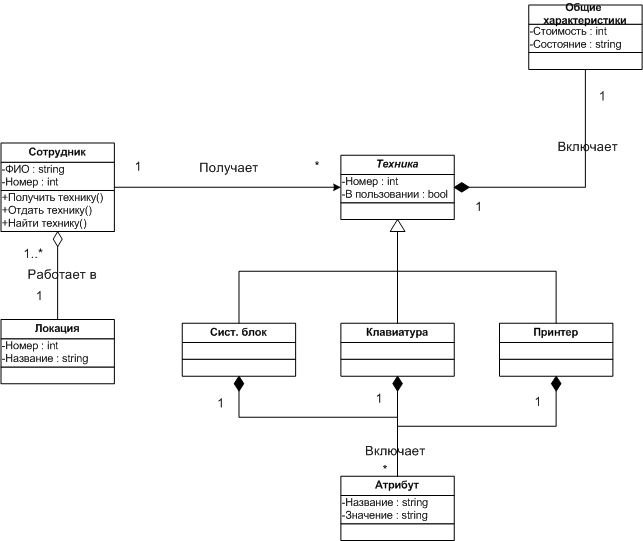 Общие
характеристики
-Стоимость : int
-Состояние : string
1
Включает
Сотрудник
-ФИО : string
-Номер : int
+Получить технику()
+Отдать технику()
+Найти технику()
1
Получает
*
Техника
-Номер : int
-В пользовании : bool
1
1..*
Работает в
1
Локация
-Номер : int
-Название : string
Сист. блок
Клавиатура
Принтер
1
1
1
Включает
*
Атрибут
-Название : string
-Значение : string